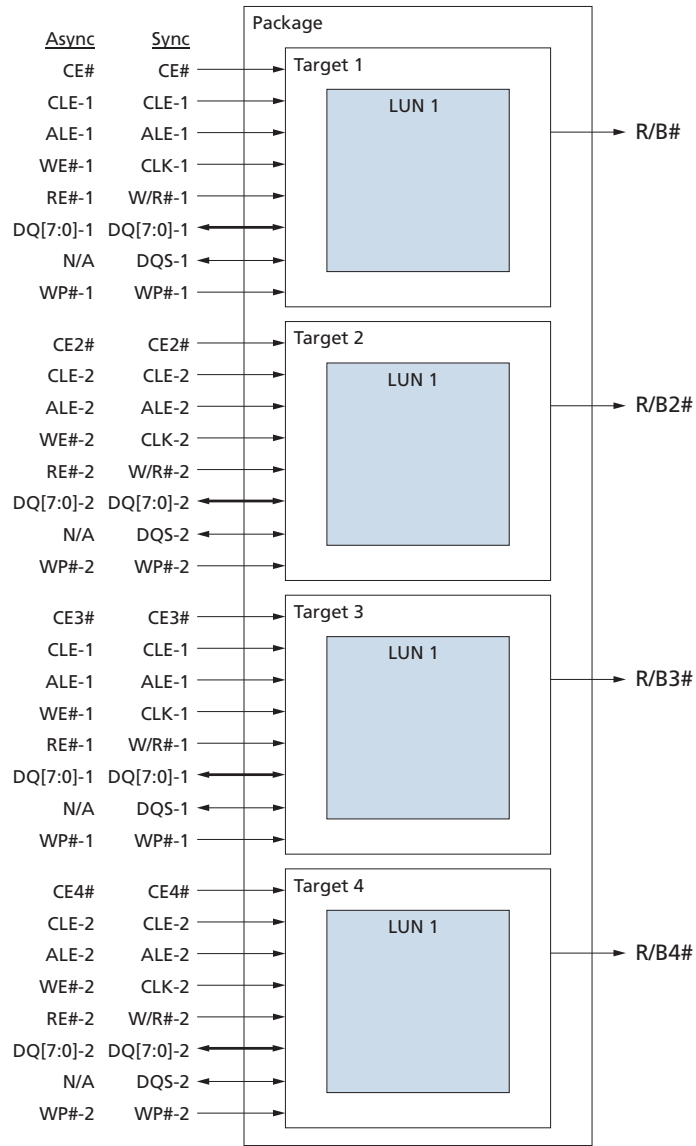 Package
Async Sync
Target 1
CE# CE#
CLE-1 CLE-1
LUN 1
ALE-1 ALE-1
R/B#
WE#-1 CLK-1
RE#-1 W/R#-1
DQ[7:0]-1 DQ[7:0]-1
N/A DQS-1
WP#-1 WP#-1
Target 2
CE2# CE2#
CLE-2 CLE-2
LUN 1
ALE-2 ALE-2
R/B2#
WE#-2 CLK-2
RE#-2 W/R#-2
DQ[7:0]-2 DQ[7:0]-2
N/A DQS-2
WP#-2 WP#-2
Target 3
CE3# CE3#
CLE-1 CLE-1
LUN 1
ALE-1 ALE-1
R/B3#
WE#-1 CLK-1
RE#-1 W/R#-1
DQ[7:0]-1 DQ[7:0]-1
N/A DQS-1
WP#-1 WP#-1
Target 4
CE4# CE4#
CLE-2 CLE-2
LUN 1
ALE-2 ALE-2
R/B4#
WE#-2 CLK-2
RE#-2 W/R#-2
DQ[7:0]-2 DQ[7:0]-2
N/A DQS-2
WP#-2 WP#-2